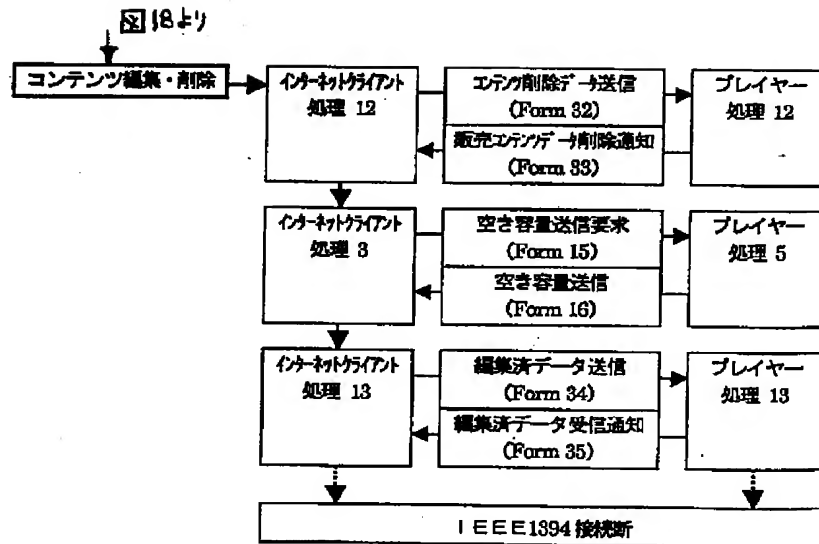 図18より
コンテンツ編集・削除
インターネットクライアント
処理 12
コンテンツ削除データ送信
(Form 32)
販売コンテンツデータ削除通知
(Form 33)
プレイヤー
処理 12
インターネットクライアント
処理 3
空き容量送信要求
(Form 15)
空き容量送信
(Form 16)
プレイヤー
処理 5
インターネットクライアント
処理 13
編集済データ送信
(Form 34)
編集済データ受信通知
(Form 35)
プレイヤー
処理 13
IEEE1394 接続断